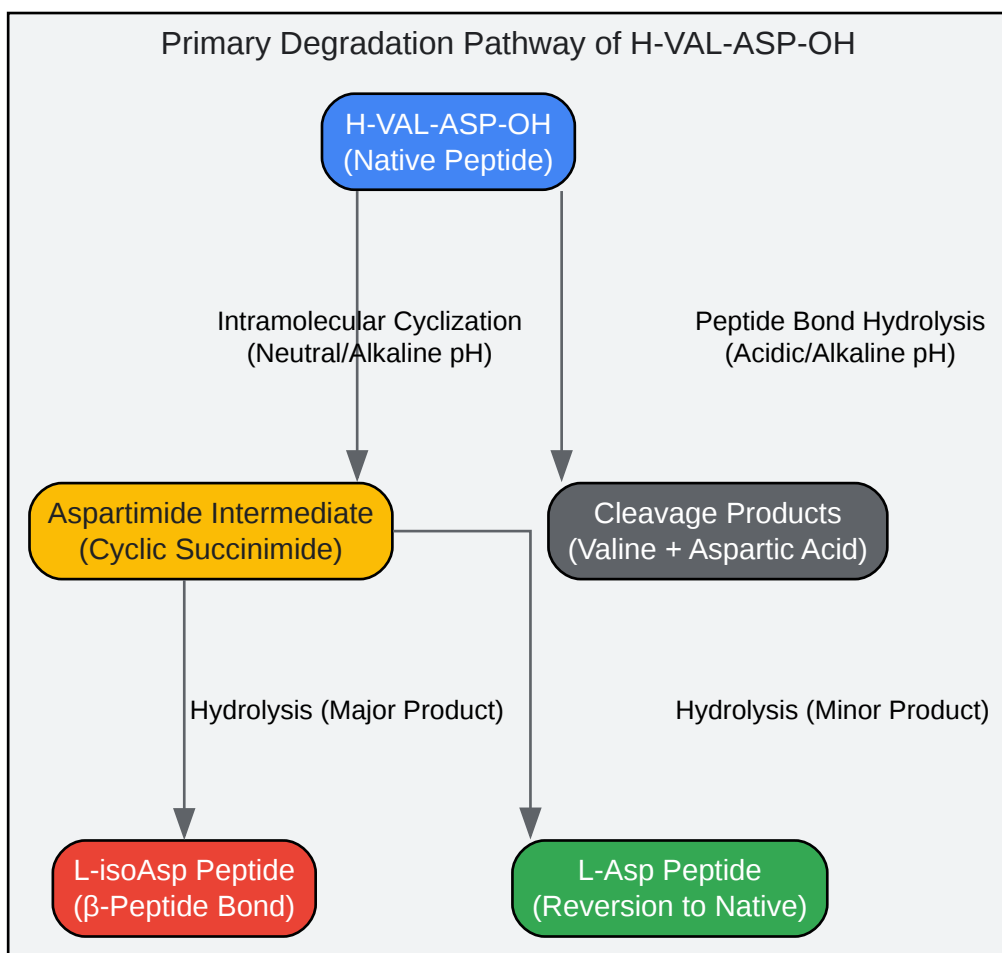 Primary Degradation Pathway of H-VAL-ASP-OH
H-VAL-ASP-OH
(Native Peptide)
Intramolecular Cyclization
(Neutral/Alkaline pH)
Peptide Bond Hydrolysis
(Acidic/Alkaline pH)
Aspartimide Intermediate
(Cyclic Succinimide)
Cleavage Products
(Valine + Aspartic Acid)
Hydrolysis (Major Product)
Hydrolysis (Minor Product)
L-isoAsp Peptide
(β-Peptide Bond)
L-Asp Peptide
(Reversion to Native)